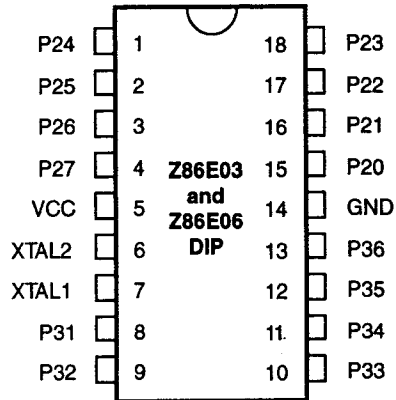 P24 1 18 P23
P25 2 17 P22
P26 3 16 P21
P27 4 Z86E03 15 P20
and
VCC 5 14 GND
Z86E06
XTAL2 6 DIP 13 P36
XTAL1 7 12 P35
P31 8 11 P34
P32 9 10 P33